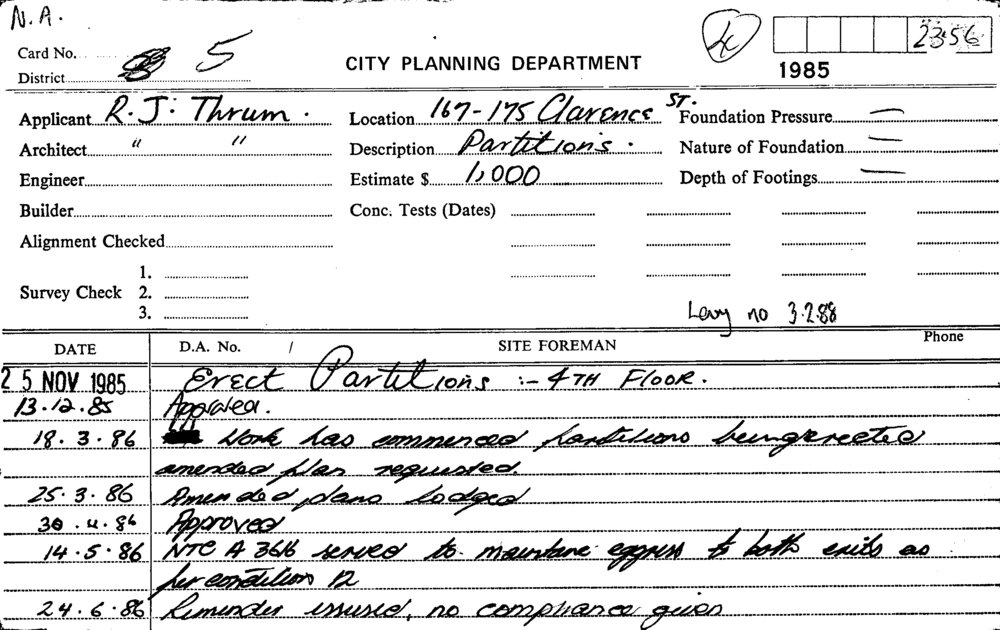 N.A.
Card No. 5
District
CITY PLANNING DEPARTMENT
2356
1985
Applicant R.J. Thrum.
Location 167-175 Clarence ST.
Foundation Pressure —
Architect " "
Description Partitions.
Nature of Foundation —
Engineer
Estimate $ 1,000
Depth of Footings —
Builder
Conc. Tests (Dates)
Alignment Checked
1.
Survey Check 2.
3.
Levy no 3.2.88
DATE D.A. No. / SITE FOREMAN Phone
25 NOV 1985 Erect Partitions :- 4TH FLOOR.
13.12.85 Approved.
18.3.86 Work has commenced partitions being erected
amended plan requested.
25.3.86 Amended plans lodged
30.4.86 Approved
14.5.86 NTC A 3616 served to maintane eggress to both exits as
per condition 12
24.6.86 Reminder issued, no compliance given